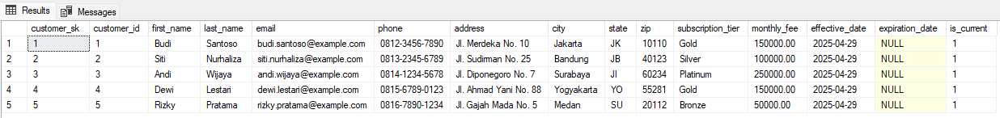 Results Messages
customer_sk customer_id first_name last_name email phone address city state zip subscription_tier monthly_fee effective_date expiration_date is_current
1 1 1 Budi Santoso budi.santoso@example.com 0812-3456-7890 Jl. Merdeka No. 10 Jakarta JK 10110 Gold 150000.00 2025-04-29 NULL 1
2 2 2 Siti Nurhaliza siti.nurhaliza@example.com 0813-2345-6789 Jl. Sudirman No. 25 Bandung JB 40123 Silver 100000.00 2025-04-29 NULL 1
3 3 3 Andi Wijaya andi.wijaya@example.com 0814-1234-5678 Jl. Diponegoro No. 7 Surabaya JI 60234 Platinum 250000.00 2025-04-29 NULL 1
4 4 4 Dewi Lestari dewi.lestari@example.com 0815-6789-0123 Jl. Ahmad Yani No. 88 Yogyakarta YO 55281 Gold 150000.00 2025-04-29 NULL 1
5 5 5 Rizky Pratama rizky.pratama@example.com 0816-7890-1234 Jl. Gajah Mada No. 5 Medan SU 20112 Bronze 50000.00 2025-04-29 NULL 1